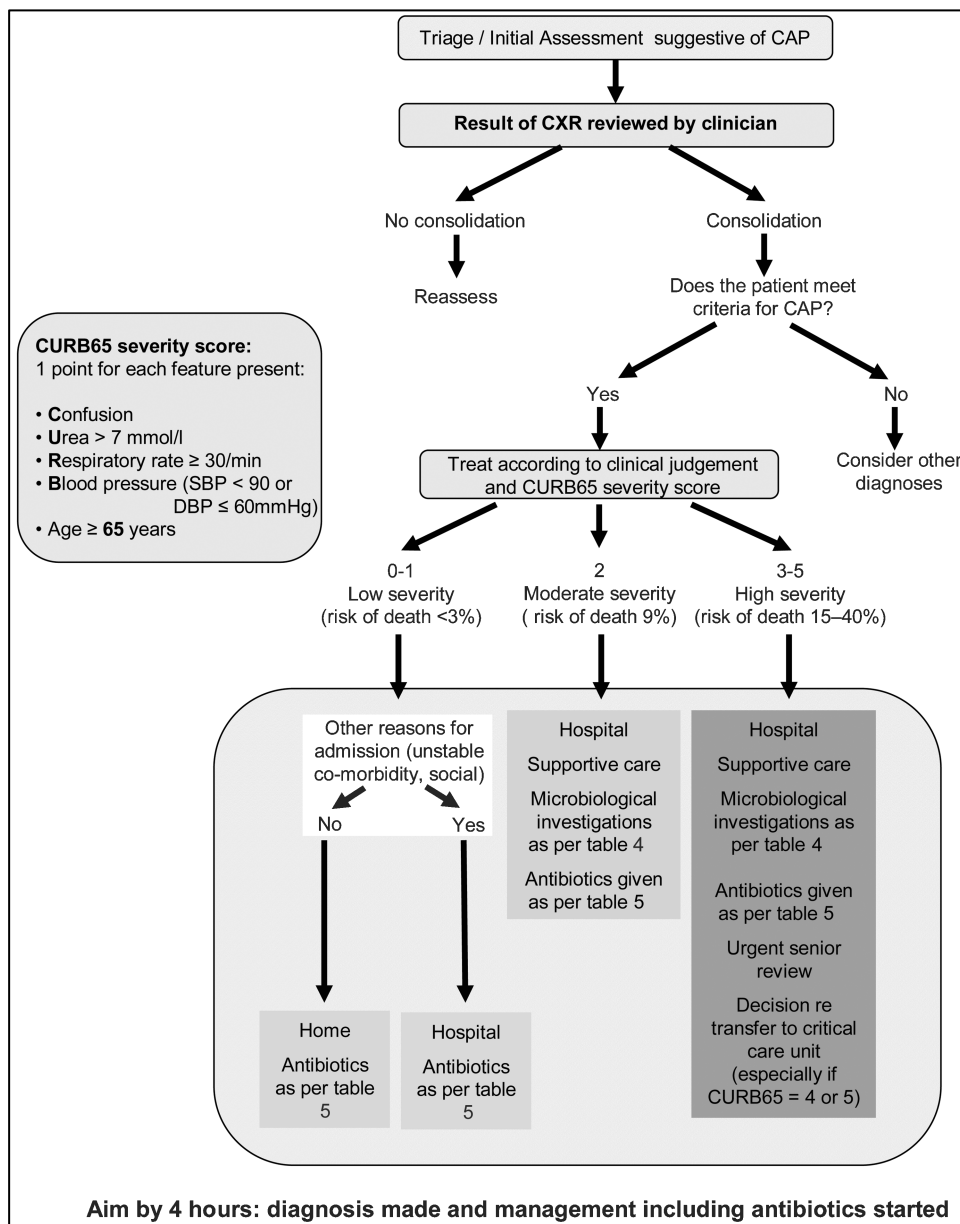 Triage / Initial Assessment suggestive of CAP
Result of CXR reviewed by clinician
No consolidation
Consolidation
Reassess
Does the patient meet
criteria for CAP?
CURB65 severity score:
1 point for each feature present:
• Confusion
• Urea > 7 mmol/l
• Respiratory rate ≥ 30/min
• Blood pressure (SBP < 90 or
DBP ≤ 60mmHg)
• Age ≥ 65 years
Yes
No
Treat according to clinical judgement
and CURB65 severity score
Consider other
diagnoses
0-1
Low severity
(risk of death <3%)
2
Moderate severity
( risk of death 9%)
3-5
High severity
(risk of death 15–40%)
Other reasons for
admission (unstable
co-morbidity, social)
No
Yes
Home
Antibiotics
as per table
5
Hospital
Antibiotics
as per table
5
Hospital
Supportive care
Microbiological
investigations
as per table 4
Antibiotics given
as per table 5
Hospital
Supportive care
Microbiological
investigations as
per table 4
Antibiotics given
as per table 5
Urgent senior
review
Decision re
transfer to critical
care unit
(especially if
CURB65 = 4 or 5)
Aim by 4 hours: diagnosis made and management including antibiotics started